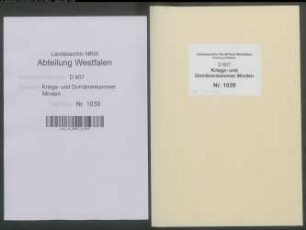 Landesarchiv NRW
Abteilung Westfalen
D 607
Kriegs- und Domänenkammer
Minden
Nr. 1039
Landesarchiv Nordrhein-Westfalen
D 607
Kriegs- und
Domänenkammer Minden
Nr. 1039